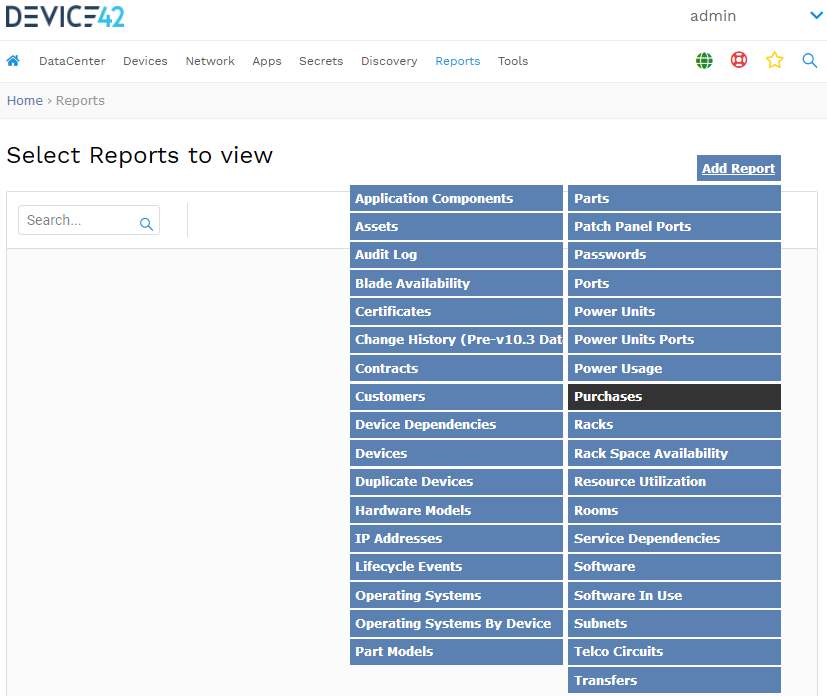 DEVICE42
admin
DataCenter Devices Network Apps Secrets Discovery Reports Tools
Home › Reports
Select Reports to view
Add Report
Search...
Application Components
Assets
Audit Log
Blade Availability
Certificates
Change History (Pre-v10.3 Dat
Contracts
Customers
Device Dependencies
Devices
Duplicate Devices
Hardware Models
IP Addresses
Lifecycle Events
Operating Systems
Operating Systems By Device
Part Models
Parts
Patch Panel Ports
Passwords
Ports
Power Units
Power Units Ports
Power Usage
Purchases
Racks
Rack Space Availability
Resource Utilization
Rooms
Service Dependencies
Software
Software In Use
Subnets
Telco Circuits
Transfers